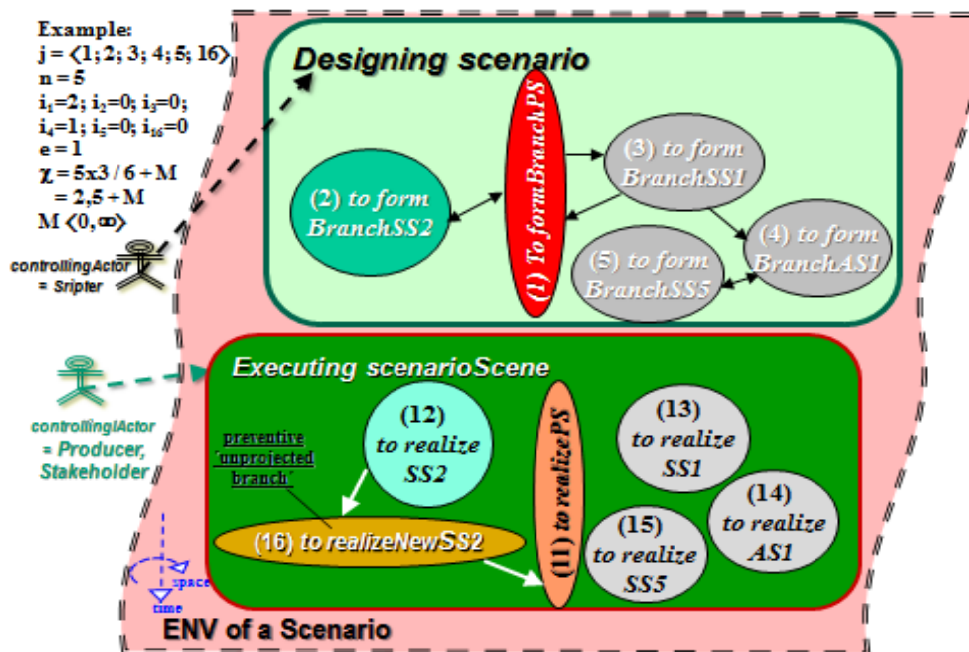 Example:
j = ⟨1; 2; 3; 4; 5; 16⟩
n = 5
i₁=2; i₂=0; i₃=0;
i₄=1; i₅=0; i₁₆=0
e = 1
χ = 5x3 / 6 + M
= 2,5 + M
M ⟨0,∞⟩
controllingActor
= Sripter
Designing scenario
(1) To formBranchPS
(2) to form
BranchSS2
(3) to form
BranchSS1
(4) to form
BranchAS1
(5) to form
BranchSS5
controllingIActor
= Producer,
Stakeholder
Executing scenarioScene
preventive
´unprojected
branch´
(12)
to realize
SS2
(16) to realizeNewSS2
(11) to realizePS
(13)
to realize
SS1
(14)
to realize
AS1
(15)
to realize
SS5
space
time
ENV of a Scenario